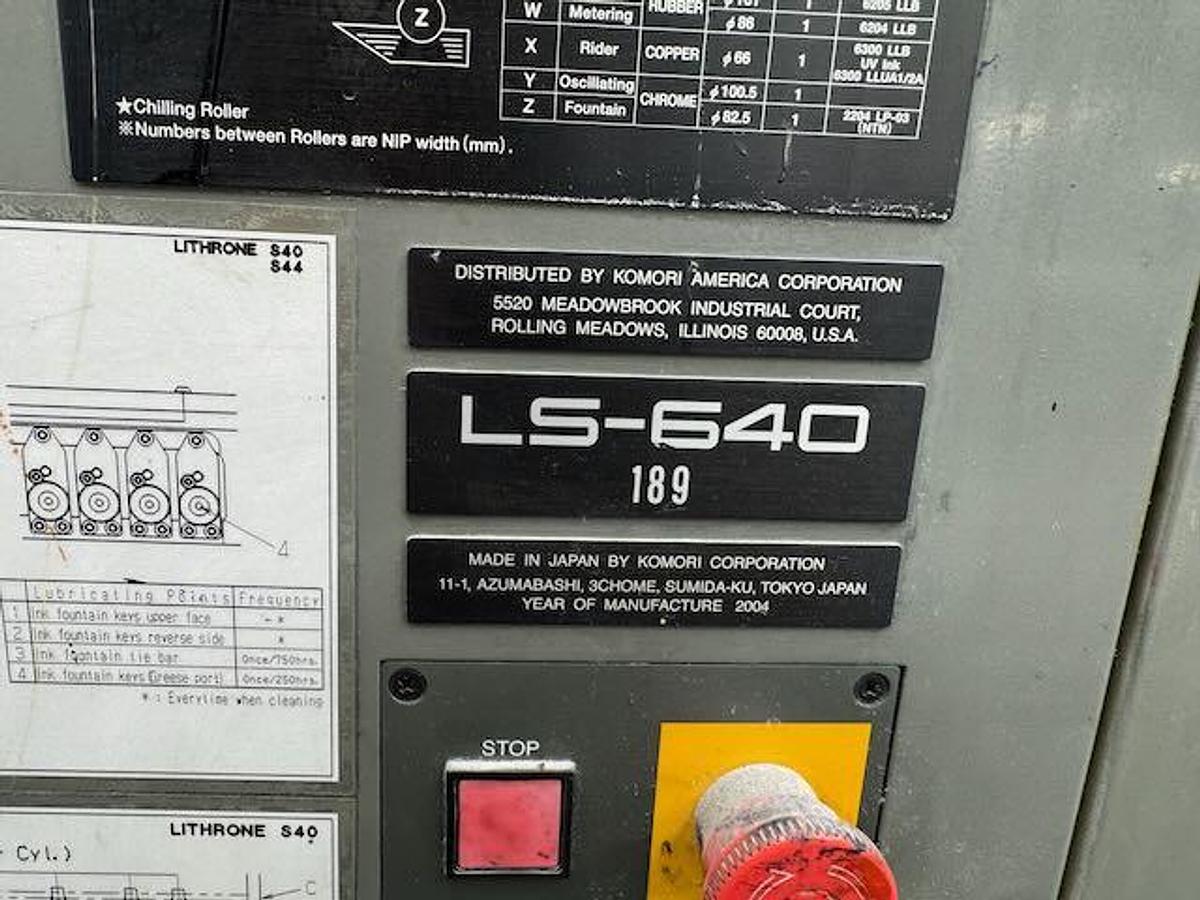 Z
W Metering RUBBER φ86 1 6204 LLB
6205 LLB
X Rider COPPER φ66 1 6300 LLB
UV Ink
6300 LLUA1/2A
Y Oscillating CHROME φ100.5 1
Z Fountain φ82.5 1 2204 LP-03
(NTN)
★Chilling Roller
※Numbers between Rollers are NIP width(mm).
LITHRONE S40
S44
4
Lubricating Points Frequency
1 Ink fountain keys upper face - *
2 Ink fountain keys reverse side *
3 Ink fountain tie bar Once/750hrs.
4 Ink fountain keys (Greese port) Once/250hrs.
* : Everytime when cleaning
LITHRONE S40
Cyl.)
C
DISTRIBUTED BY KOMORI AMERICA CORPORATION
5520 MEADOWBROOK INDUSTRIAL COURT,
ROLLING MEADOWS, ILLINOIS 60008, U.S.A.
LS-640
189
MADE IN JAPAN BY KOMORI CORPORATION
11-1, AZUMABASHI, 3CHOME, SUMIDA-KU, TOKYO JAPAN
YEAR OF MANUFACTURE 2004
STOP